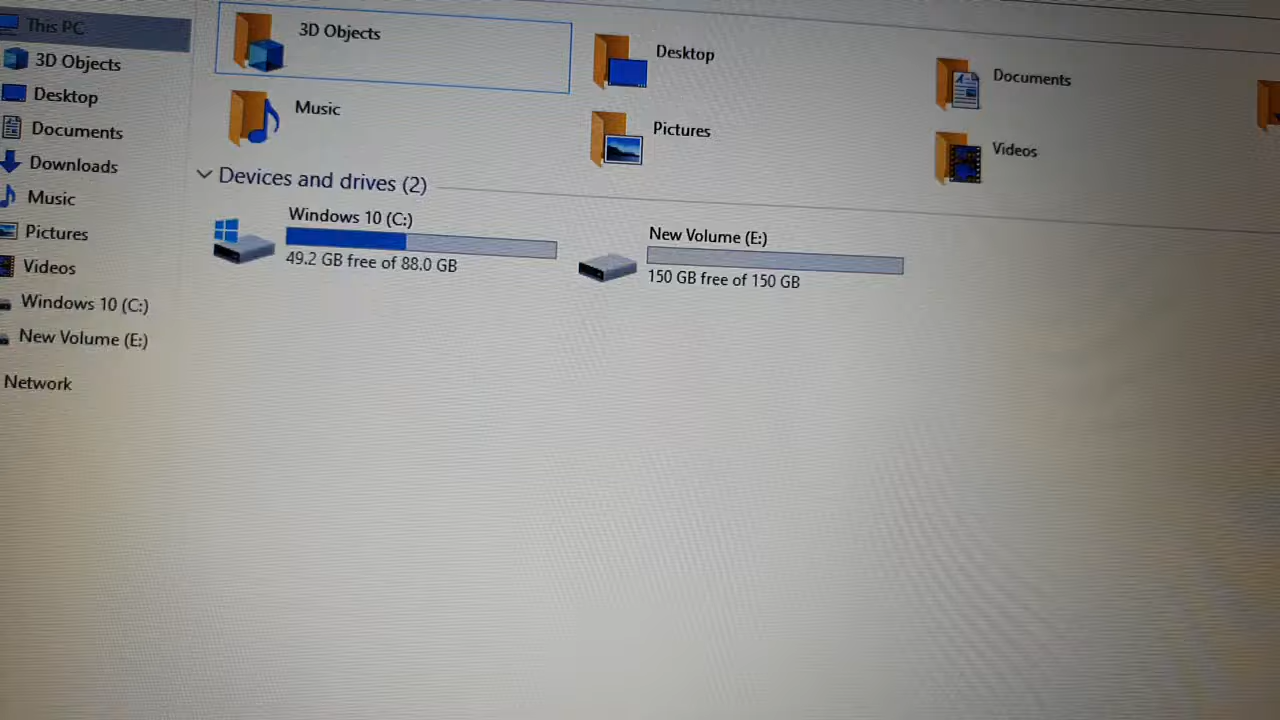 This PC
3D Objects
Desktop
Documents
Downloads
Music
Pictures
Videos
Windows 10 (C:)
New Volume (E:)
Network
3D Objects
Desktop
Documents
Music
Pictures
Videos
Devices and drives (2)
Windows 10 (C:)
49.2 GB free of 88.0 GB
New Volume (E:)
150 GB free of 150 GB